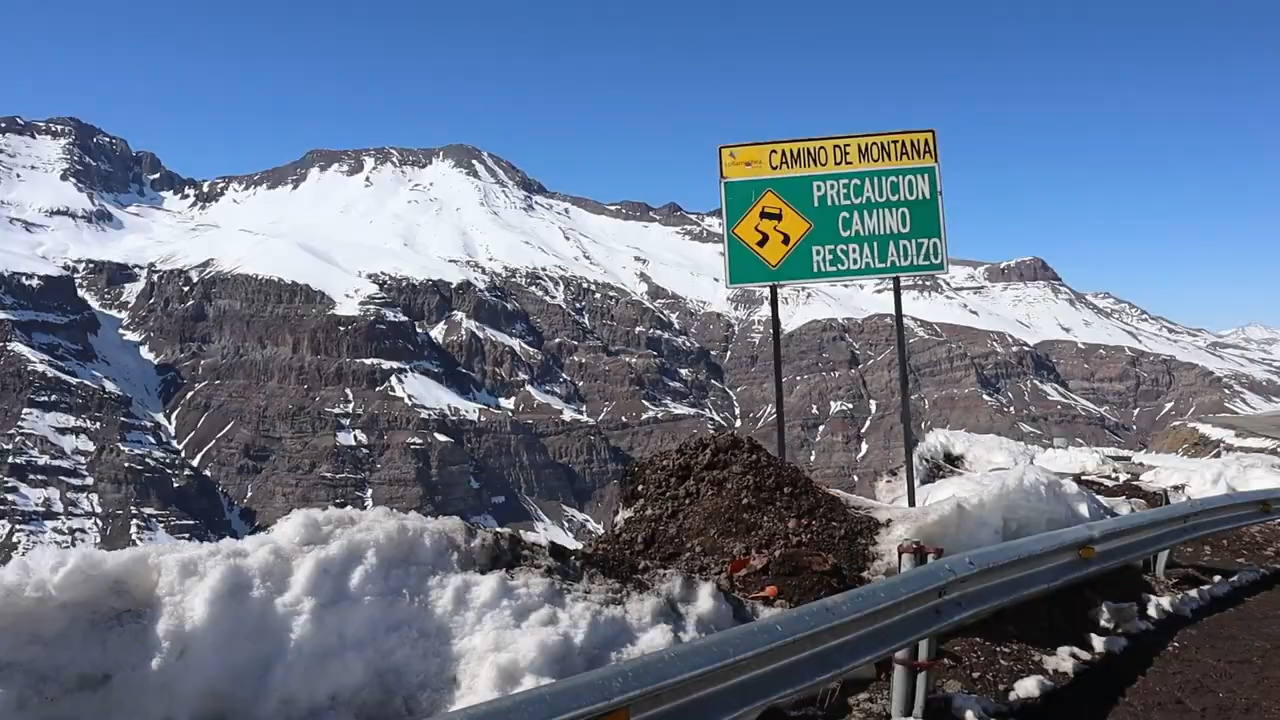 CAMINO DE MONTANA
PRECAUCION
CAMINO
RESBALADIZO